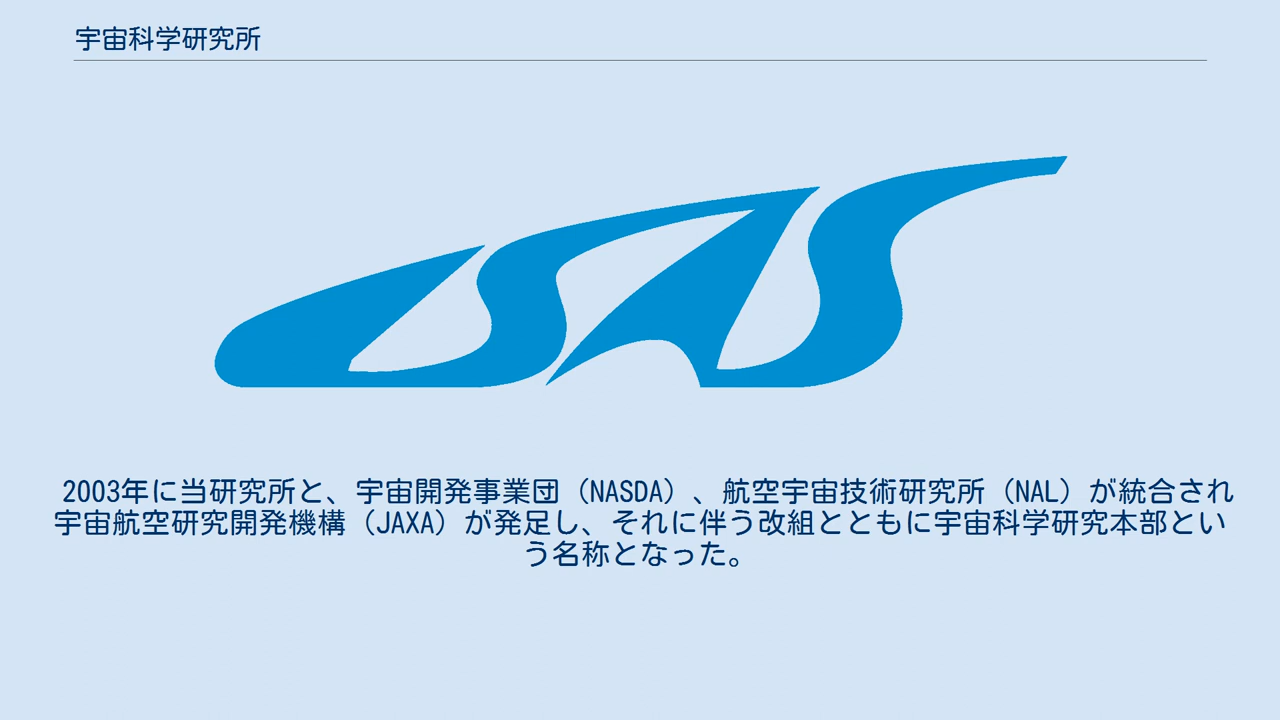 宇宙科学研究所
ISAS
2003年に当研究所と、宇宙開発事業団（NASDA）、航空宇宙技術研究所（NAL）が統合され
宇宙航空研究開発機構（JAXA）が発足し、それに伴う改組とともに宇宙科学研究本部とい
う名称となった。